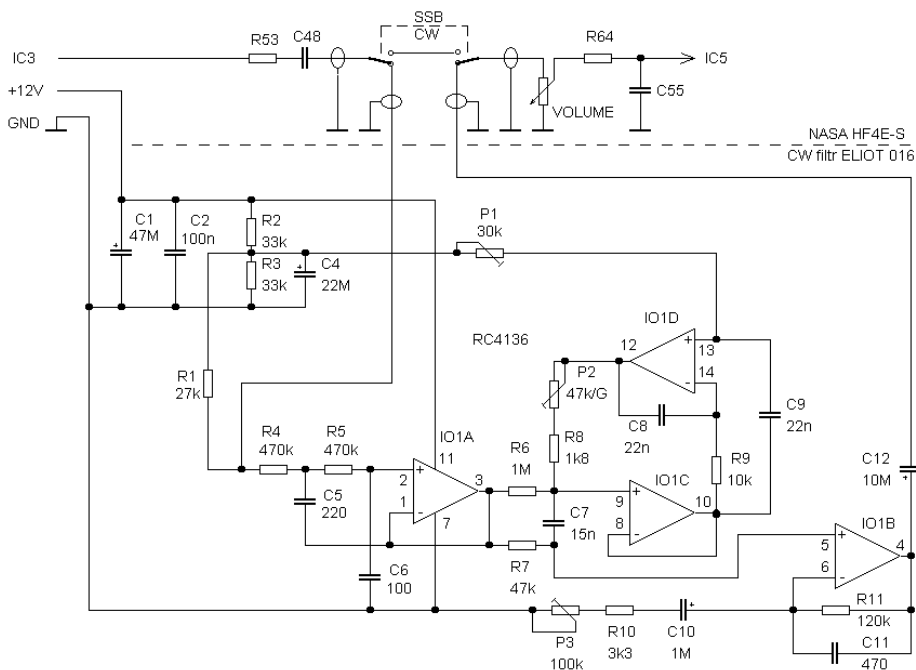 SSB
CW
R53
C48
R64
IC3
IC5
+12V
C55
VOLUME
GND
NASA HF4E-S
CW filtr ELIOT 016
C1
47M
+
C2
100n
R2
33k
R3
33k
+
C4
22M
P1
30k
RC4136
IO1D
12
+
13
14
-
P2
47k/G
C8
22n
C9
22n
R1
27k
R4
470k
R5
470k
IO1A
11
+
2
3
1
-
7
R6
1M
R8
1k8
R9
10k
C12
10M
+
C5
220
IO1C
9
+
10
8
-
C7
15n
R7
47k
C6
100
IO1B
5
+
4
6
-
P3
100k
R10
3k3
C10
1M
+
R11
120k
C11
470